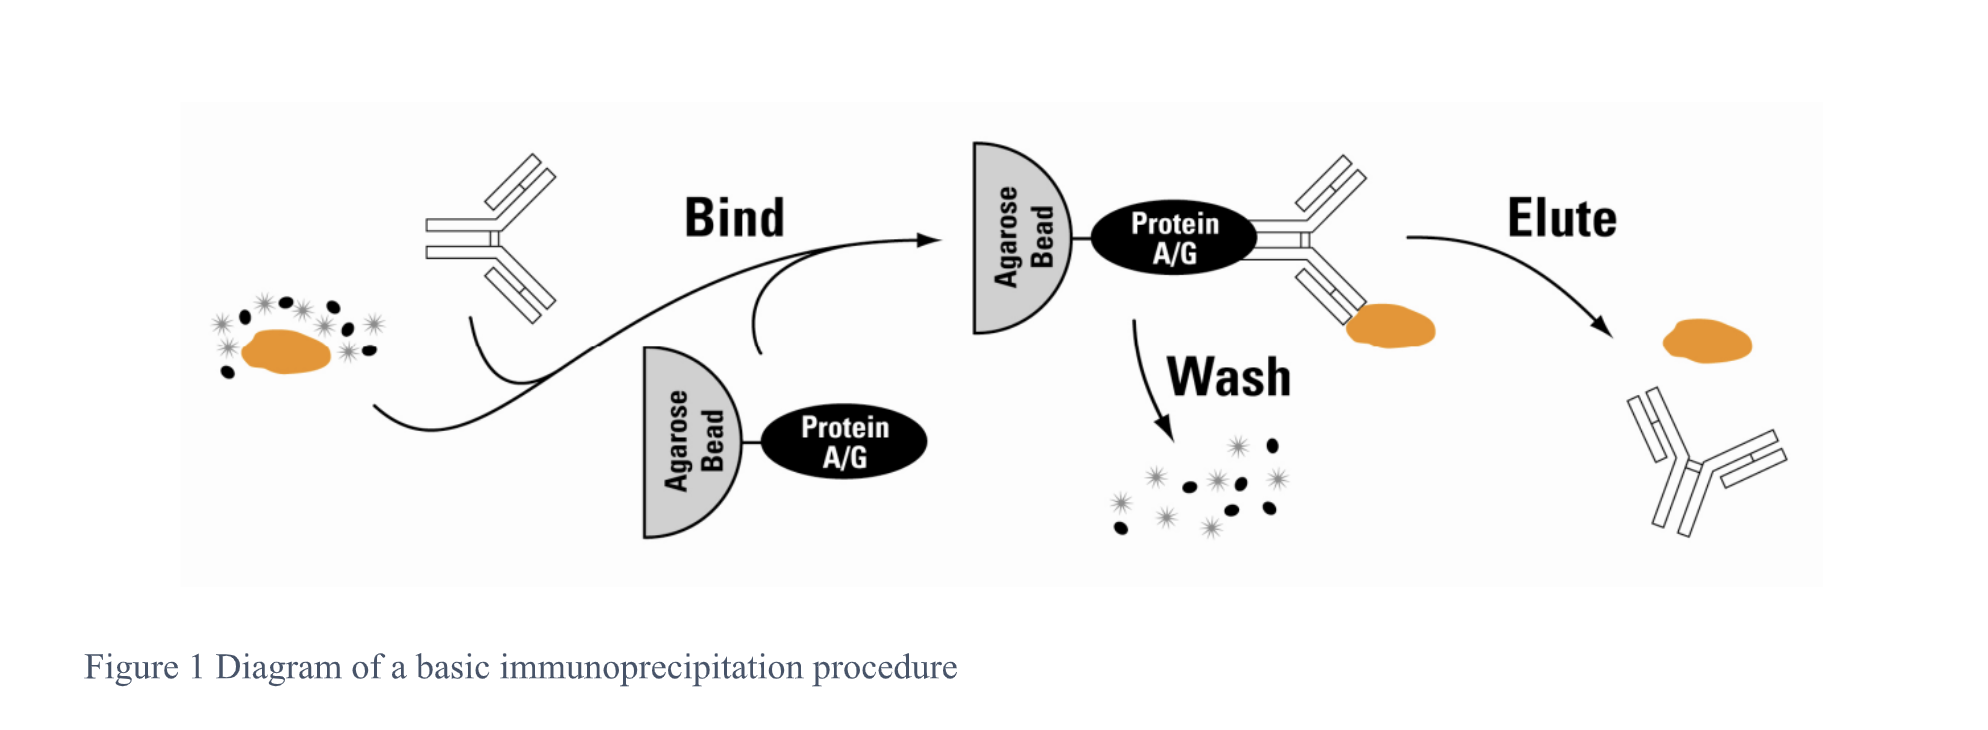 Bind
Agarose
Bead
Protein
A/G
Agarose
Bead
Protein
A/G
Elute
Wash
Figure 1 Diagram of a basic immunoprecipitation procedure